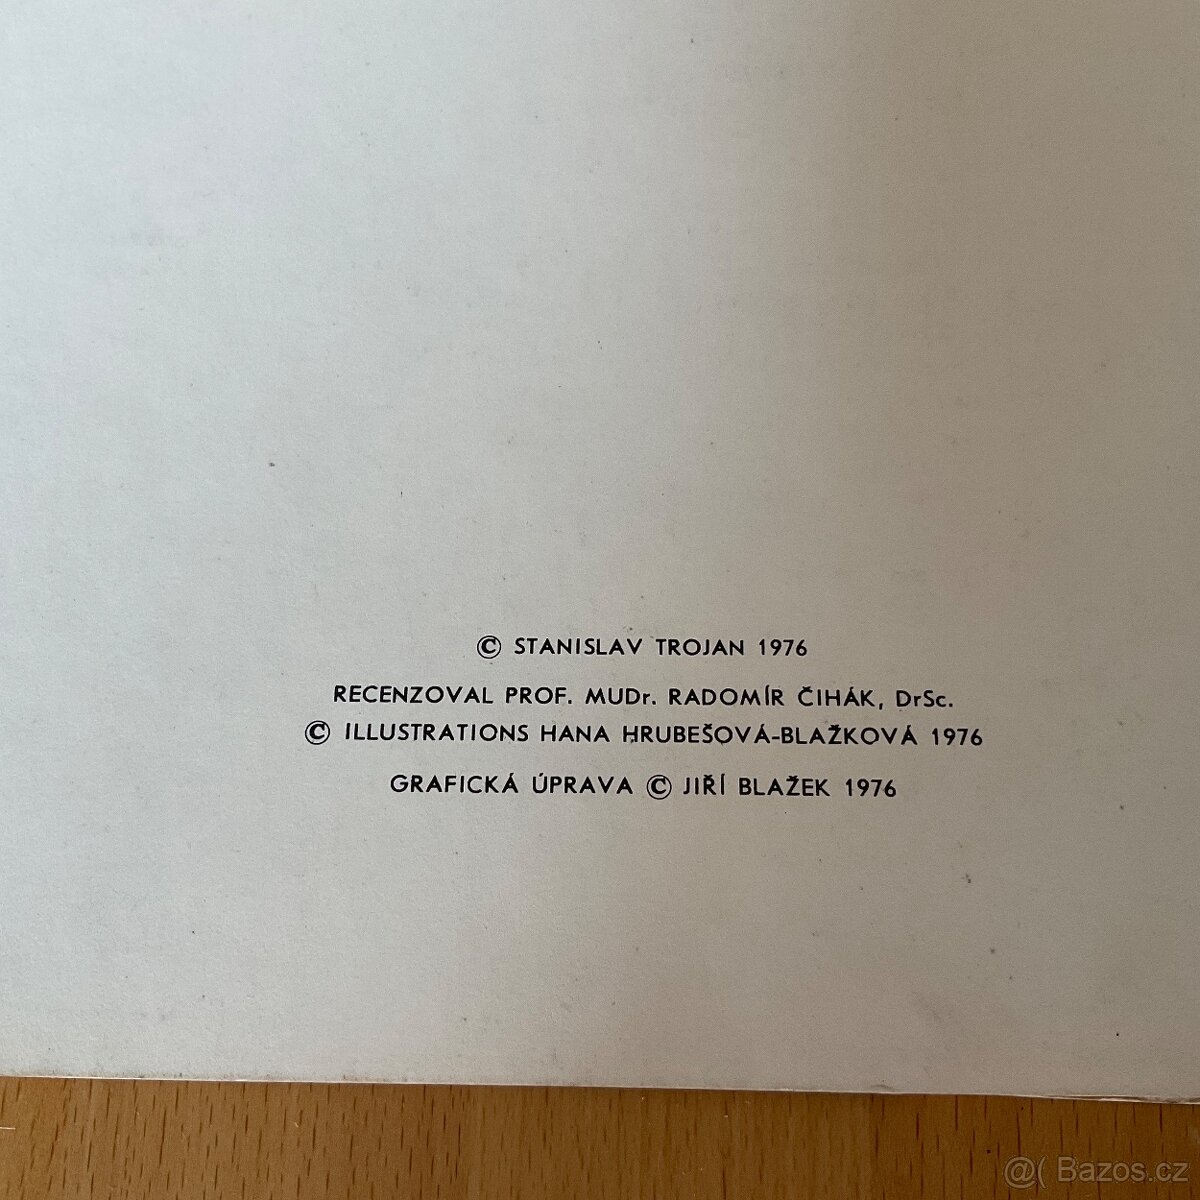 © STANISLAV TROJAN 1976
RECENZOVAL PROF. MUDr. RADOMÍR ČIHÁK, DrSc.
© ILLUSTRATIONS HANA HRUBEŠOVÁ-BLAŽKOVÁ 1976
GRAFICKÁ ÚPRAVA © JIŘÍ BLAŽEK 1976
@( Bazos.cz